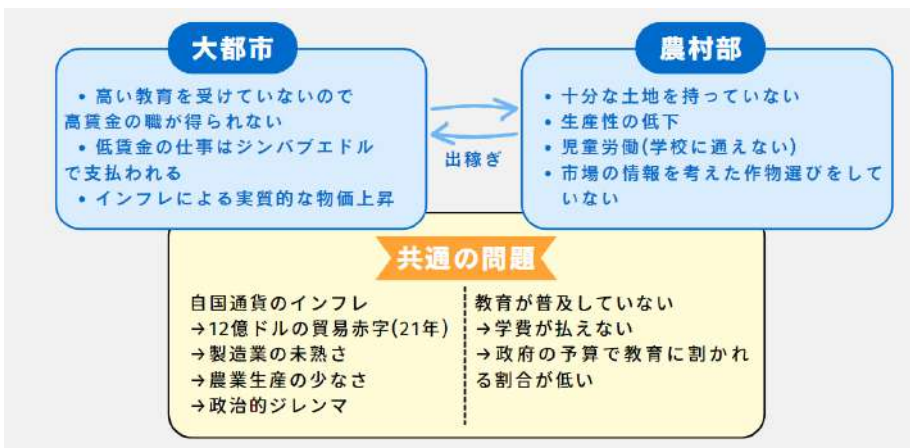 大都市
• 高い教育を受けていないので
高賃金の職が得られない
• 低賃金の仕事はジンバブエドル
で支払われる
• インフレによる実質的な物価上昇
出稼ぎ
農村部
• 十分な土地を持っていない
• 生産性の低下
• 児童労働(学校に通えない)
• 市場の情報を考えた作物選びをして
いない
共通の問題
自国通貨のインフレ
→12億ドルの貿易赤字(21年)
→製造業の未熟さ
→農業生産の少なさ
→政治的ジレンマ
教育が普及していない
→学費が払えない
→政府の予算で教育に割かれ
る割合が低い